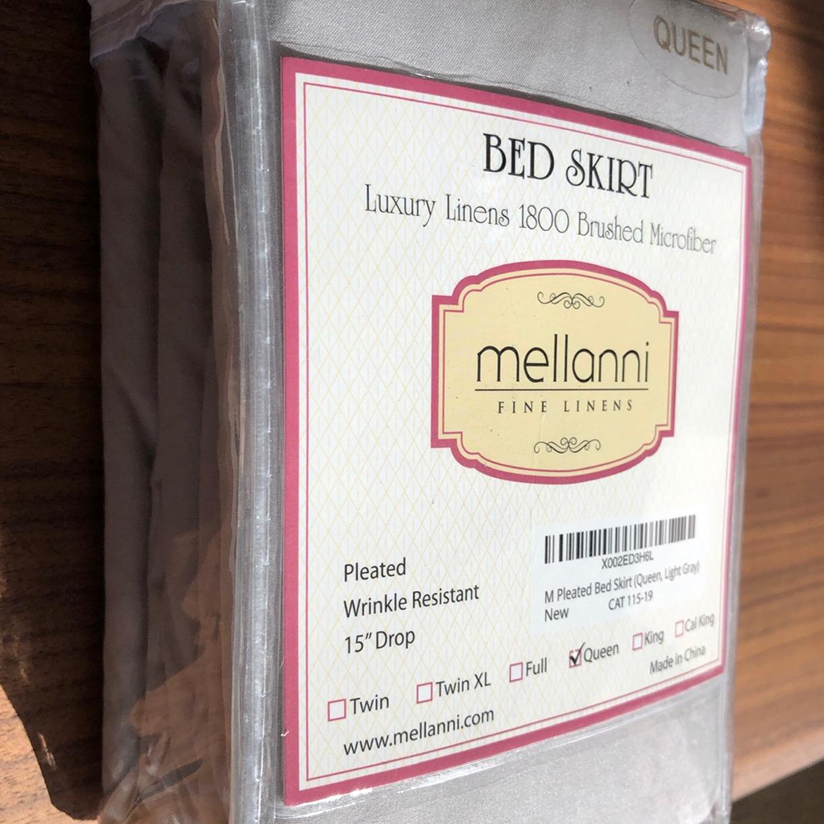 QUEEN
BED SKIRT
Luxury Linens 1800 Brushed Microfiber
mellanni
FINE LINENS
X002ED3H6L
M Pleated Bed Skirt (Queen, Light Gray)
New CAT 115-19
Pleated
Wrinkle Resistant
15" Drop
Twin Twin XL Full Queen King Cal King
www.mellanni.com Made in China